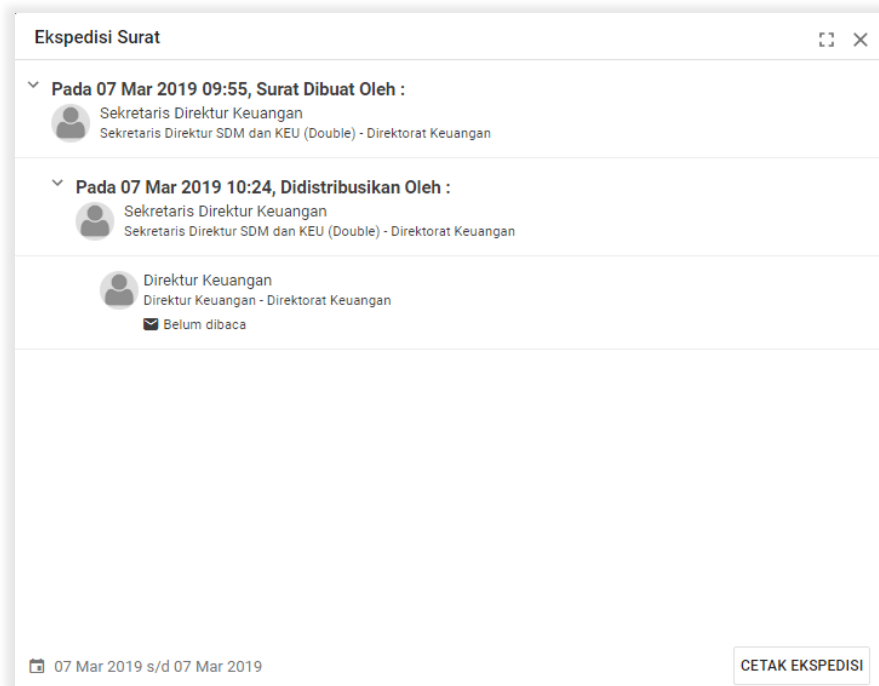 Ekspedisi Surat
Pada 07 Mar 2019 09:55, Surat Dibuat Oleh :
Sekretaris Direktur Keuangan
Sekretaris Direktur SDM dan KEU (Double) - Direktorat Keuangan
Pada 07 Mar 2019 10:24, Didistribusikan Oleh :
Sekretaris Direktur Keuangan
Sekretaris Direktur SDM dan KEU (Double) - Direktorat Keuangan
Direktur Keuangan
Direktur Keuangan - Direktorat Keuangan
Belum dibaca
07 Mar 2019 s/d 07 Mar 2019
CETAK EKSPEDISI